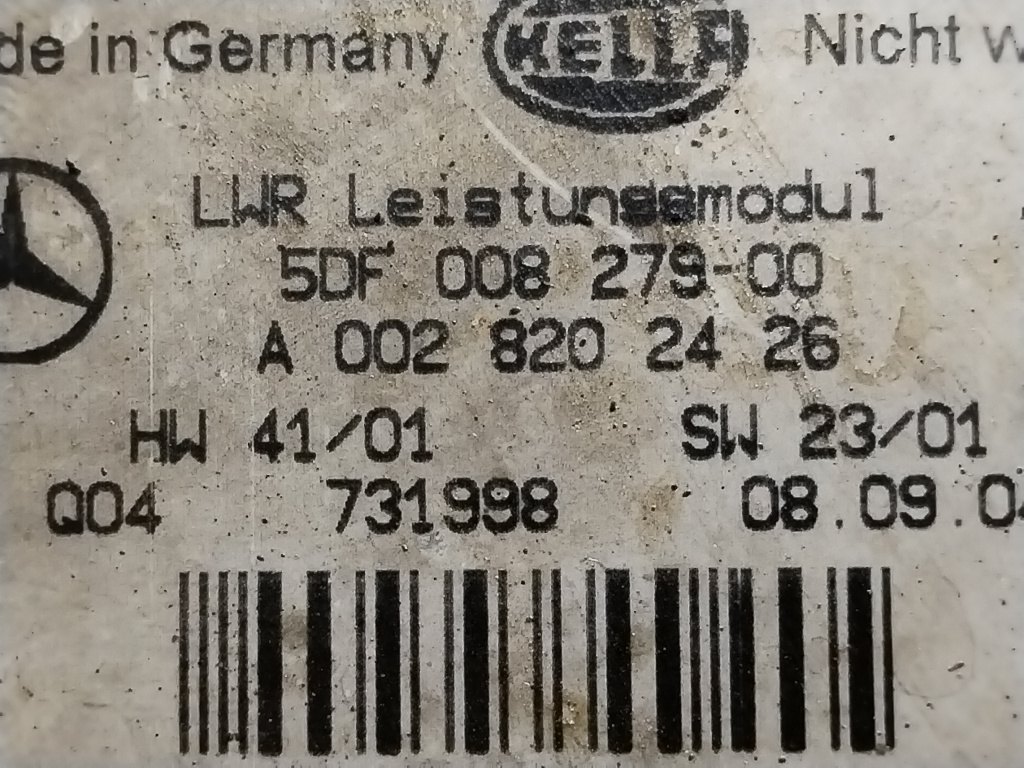 de in Germany HELLA Nicht w
LWR Leistungsmodul
5DF 008 279-00
A 002 820 24 26
HW 41/01 SW 23/01
Q04 731998 08.09.04